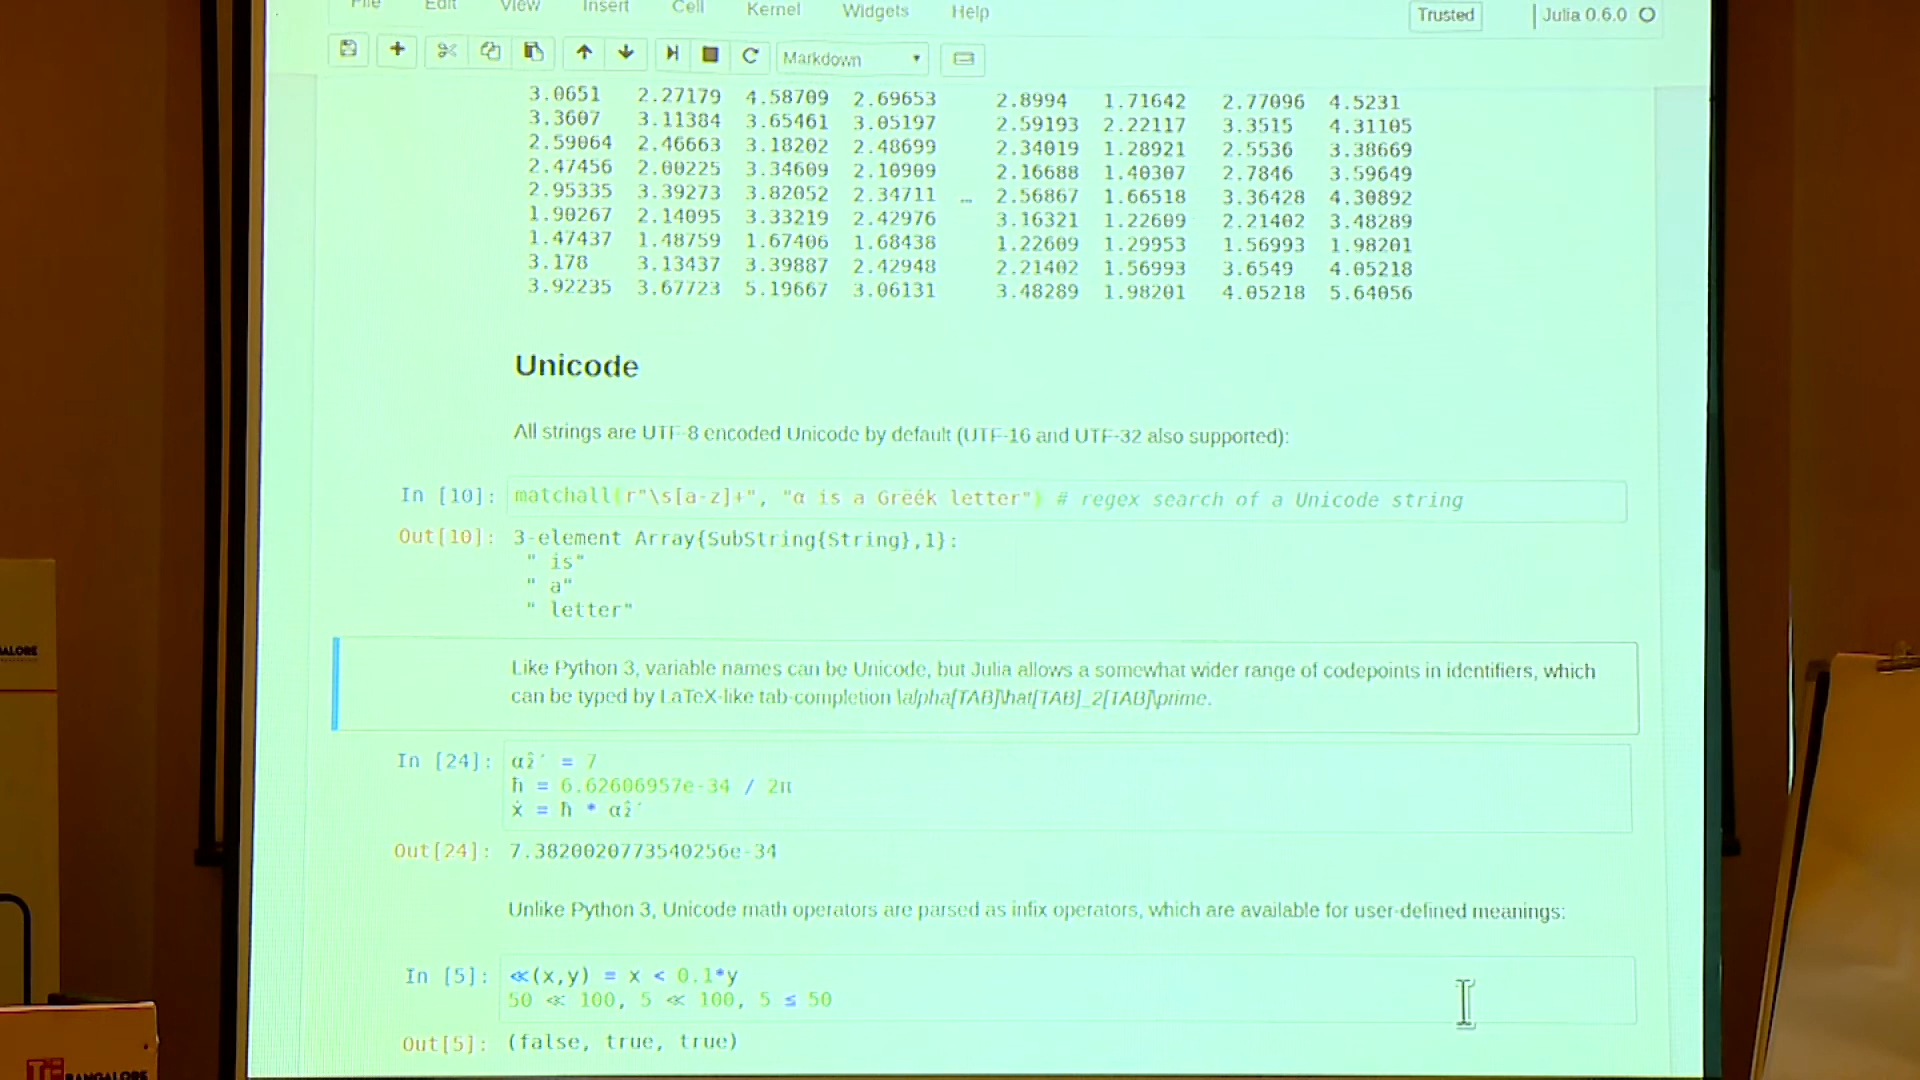 File Edit View Insert Cell Kernel Widgets Help Trusted Julia 0.6.0
Markdown
3.0651 2.27179 4.58709 2.69653 2.8994 1.71642 2.77096 4.5231
3.3607 3.11384 3.65461 3.05197 2.59193 2.22117 3.3515 4.31105
2.59064 2.46663 3.18202 2.48699 2.34019 1.28921 2.5536 3.38669
2.47456 2.00225 3.34609 2.10909 2.16688 1.40307 2.7846 3.59649
2.95335 3.39273 3.82052 2.34711 … 2.56867 1.66518 3.36428 4.30892
1.90267 2.14095 3.33219 2.42976 3.16321 1.22609 2.21402 3.48289
1.47437 1.48759 1.67406 1.68438 1.22609 1.29953 1.56993 1.98201
3.178 3.13437 3.39887 2.42948 2.21402 1.56993 3.6549 4.05218
3.92235 3.67723 5.19667 3.06131 3.48289 1.98201 4.05218 5.64056
Unicode
All strings are UTF-8 encoded Unicode by default (UTF-16 and UTF-32 also supported):
In [10]: matchall(r"\s[a-z]+", "α is a Grëék letter") # regex search of a Unicode string
Out[10]: 3-element Array{SubString{String},1}:
" is"
" a"
" letter"
Like Python 3, variable names can be Unicode, but Julia allows a somewhat wider range of codepoints in identifiers, which
can be typed by LaTeX-like tab-completion \alpha[TAB]\hat[TAB]_2[TAB]\prime.
In [24]: α̂₂′ = 7
ħ = 6.62606957e-34 / 2π
ẋ = ħ * α̂₂′
Out[24]: 7.3820020773540256e-34
Unlike Python 3, Unicode math operators are parsed as infix operators, which are available for user-defined meanings:
In [5]: ≪(x,y) = x < 0.1*y
50 ≪ 100, 5 ≪ 100, 5 ≤ 50
Out[5]: (false, true, true)
BANGALORE